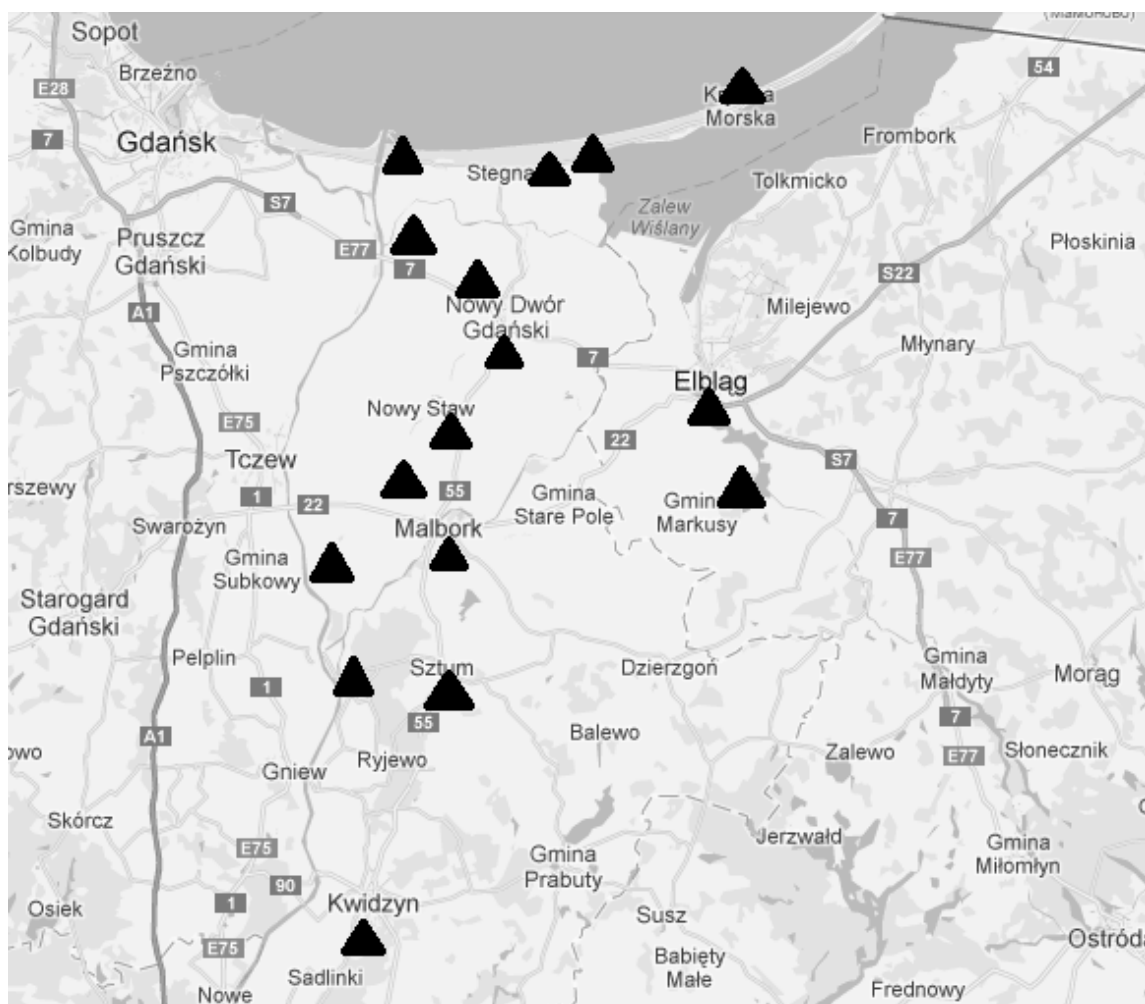 Sopot
(Mamonowo)
Brzeźno
54
E28
7
Gdańsk
Morska
Frombork
Stegna
Tolkmicko
S7
Zalew
Wiślany
Gmina
Kolbudy
Pruszcz
Gdański
E77
7
Płoskinia
S22
A1
Nowy Dwór
Gdański
Milejewo
Gmina
Pszczółki
7
Młynary
Elbląg
Nowy Staw
E75
22
Tczew
S7
1
22
55
Gmina
Stare Pole
Gmina
Markusy
Swarożyn
Malbork
7
E77
Gmina
Subkowy
Starogard
Gdański
Pelplin
Sztum
Dzierzgoń
Gmina
Małdyty
Morąg
1
55
7
A1
Balewo
Zalewo
E77
Słonecznik
Gniew
Ryjewo
Skórcz
E75
Jerzwałd
Gmina
Miłomłyn
Gmina
Prabuty
90
1
Kwidzyn
Osiek
Susz
E75
Ostróda
Babięty
Małe
Sadlinki
Nowe
Frednowy